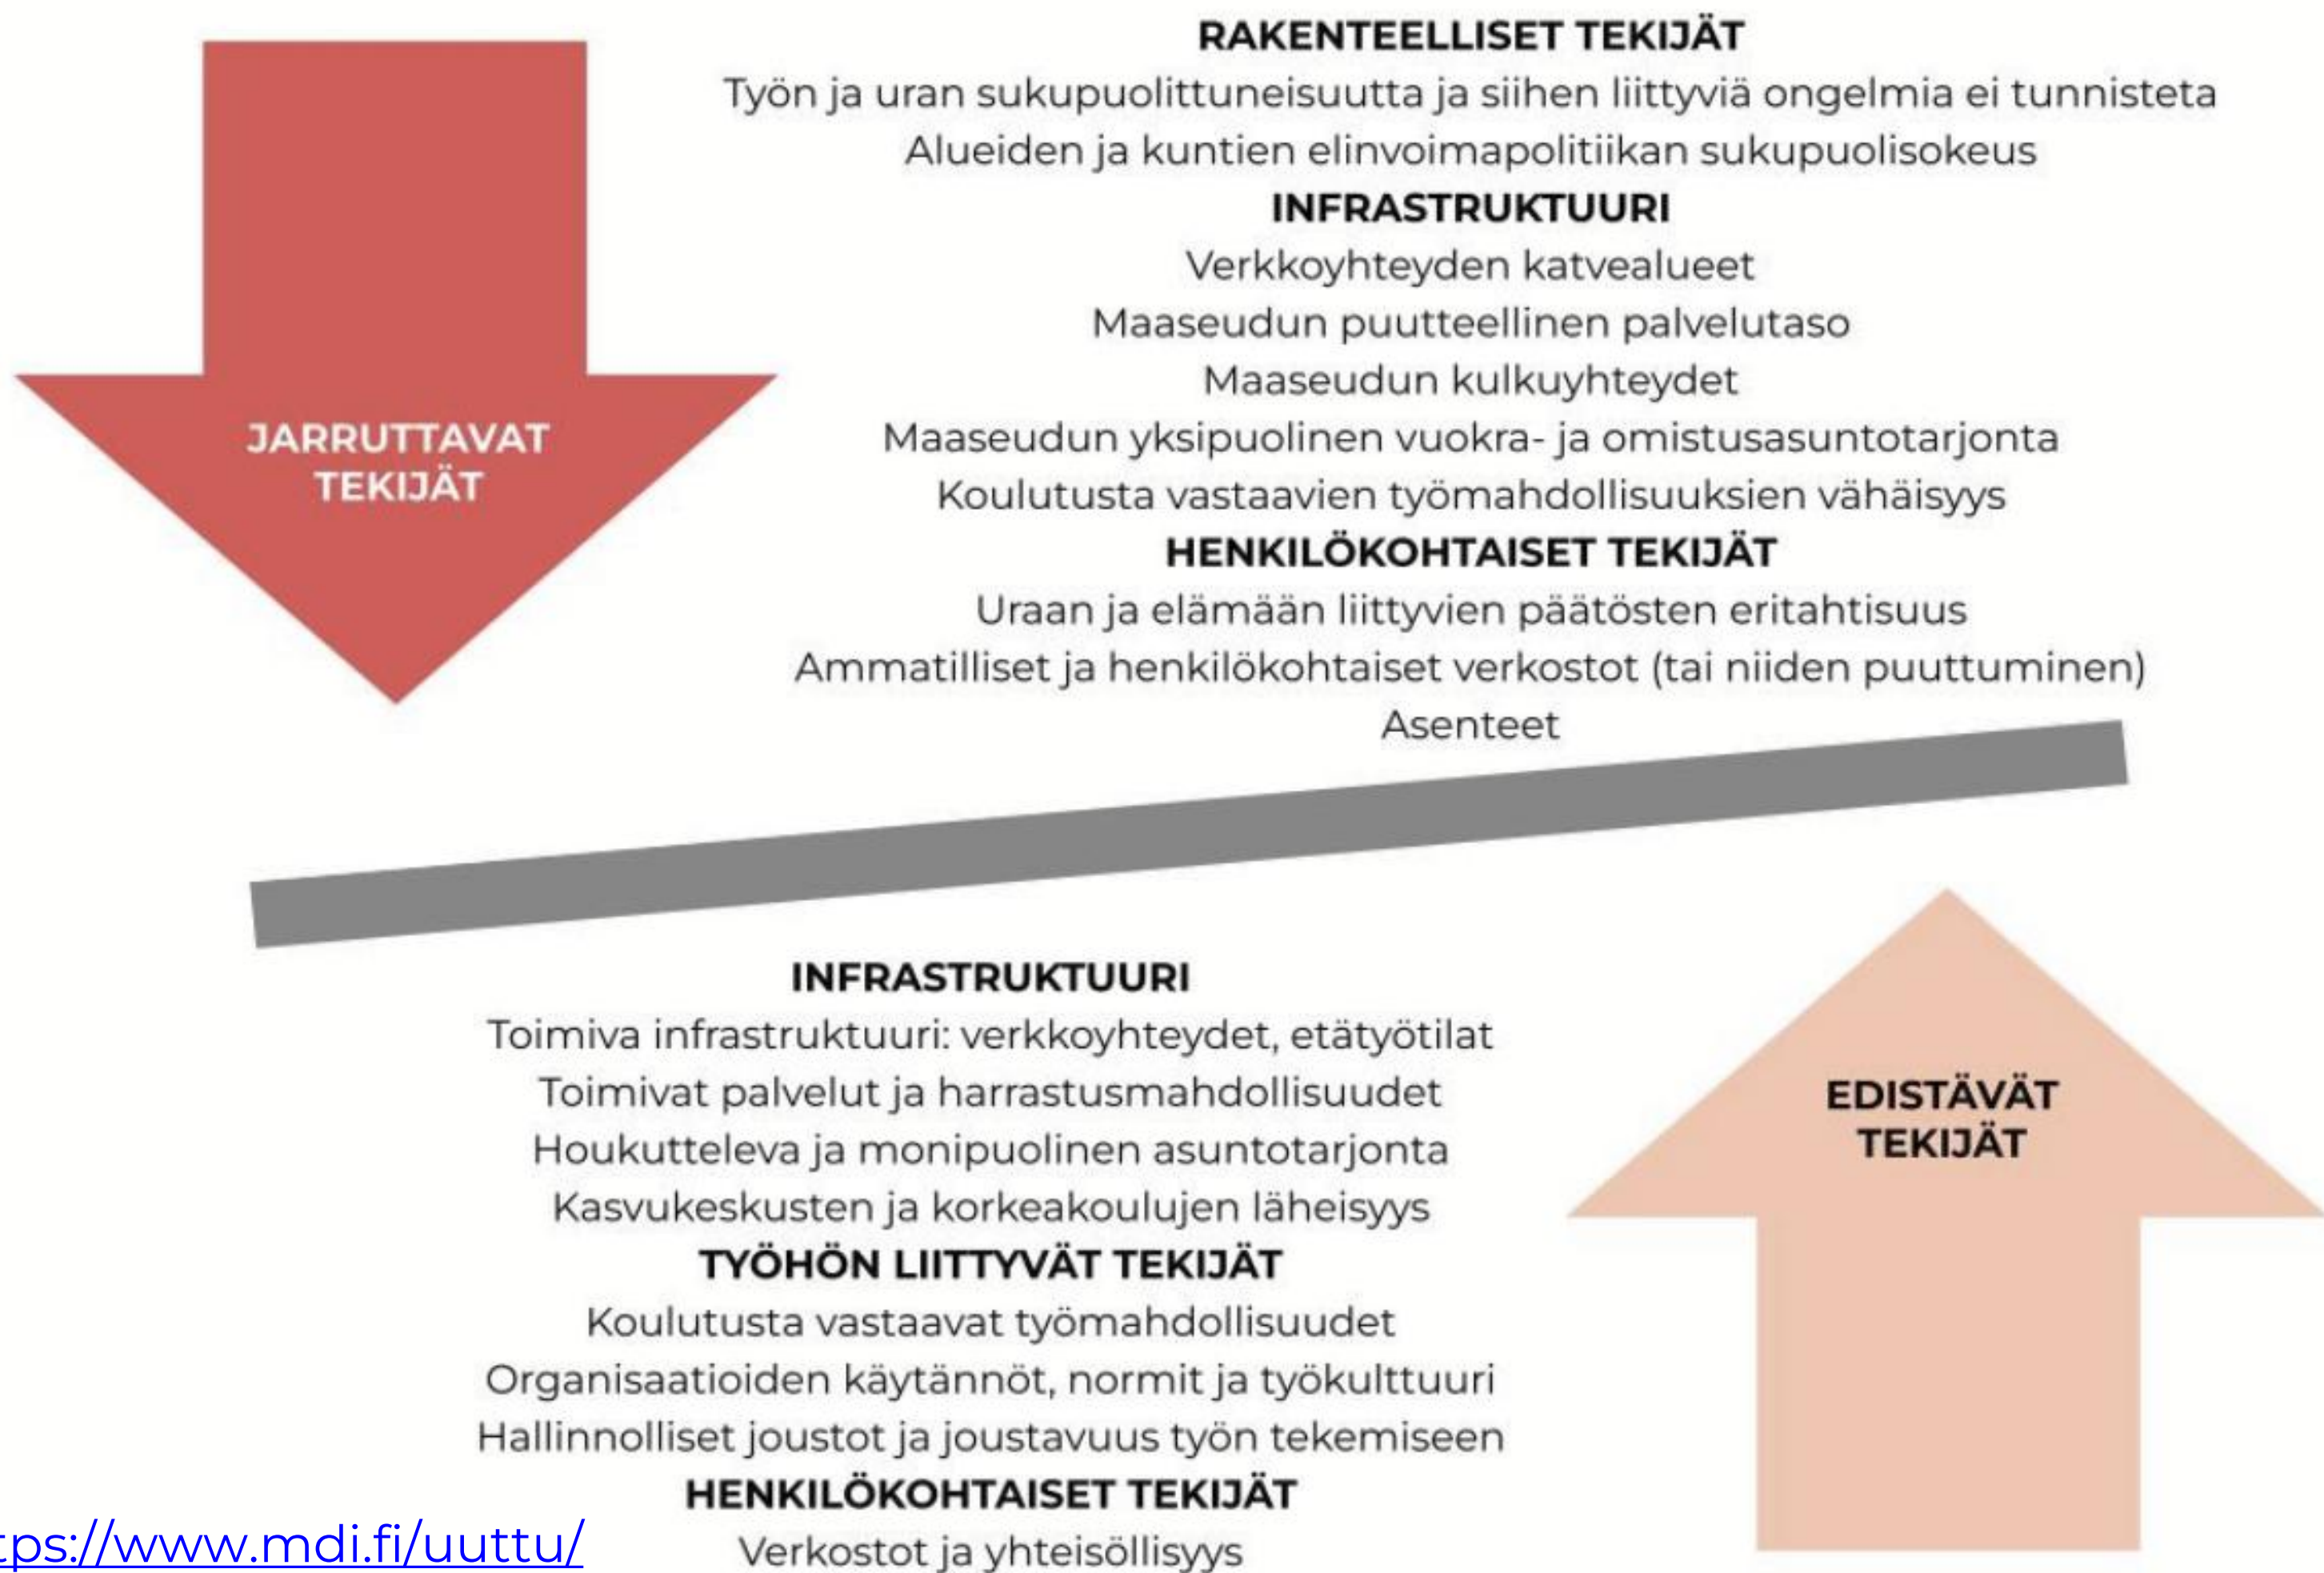 RAKENTEELLISET TEKIJÄT
Työn ja uran sukupuolittuneisuutta ja siihen liittyviä ongelmia ei tunnisteta
Alueiden ja kuntien elinvoimapolitiikan sukupuolisokeus
INFRASTRUKTUURI
Verkkoyhteyden katvealueet
Maaseudun puutteellinen palvelutaso
Maaseudun kulkuyhteydet
Maaseudun yksipuolinen vuokra- ja omistusasuntotarjonta
Koulutusta vastaavien työmahdollisuuksien vähäisyys
HENKILÖKOHTAISET TEKIJÄT
Uraan ja elämään liittyvien päätösten eritahtisuus
Ammatilliset ja henkilökohtaiset verkostot (tai niiden puuttuminen)
Asenteet
JARRUTTAVAT
TEKIJÄT
INFRASTRUKTUURI
Toimiva infrastruktuuri: verkkoyhteydet, etätyötilat
Toimivat palvelut ja harrastusmahdollisuudet
Houkutteleva ja monipuolinen asuntotarjonta
Kasvukeskusten ja korkeakoulujen läheisyys
TYÖHÖN LIITTYVÄT TEKIJÄT
Koulutusta vastaavat työmahdollisuudet
Organisaatioiden käytännöt, normit ja työkulttuuri
Hallinnolliset joustot ja joustavuus työn tekemiseen
HENKILÖKOHTAISET TEKIJÄT
Verkostot ja yhteisöllisyys
EDISTÄVÄT
TEKIJÄT
tps://www.mdi.fi/uuttu/